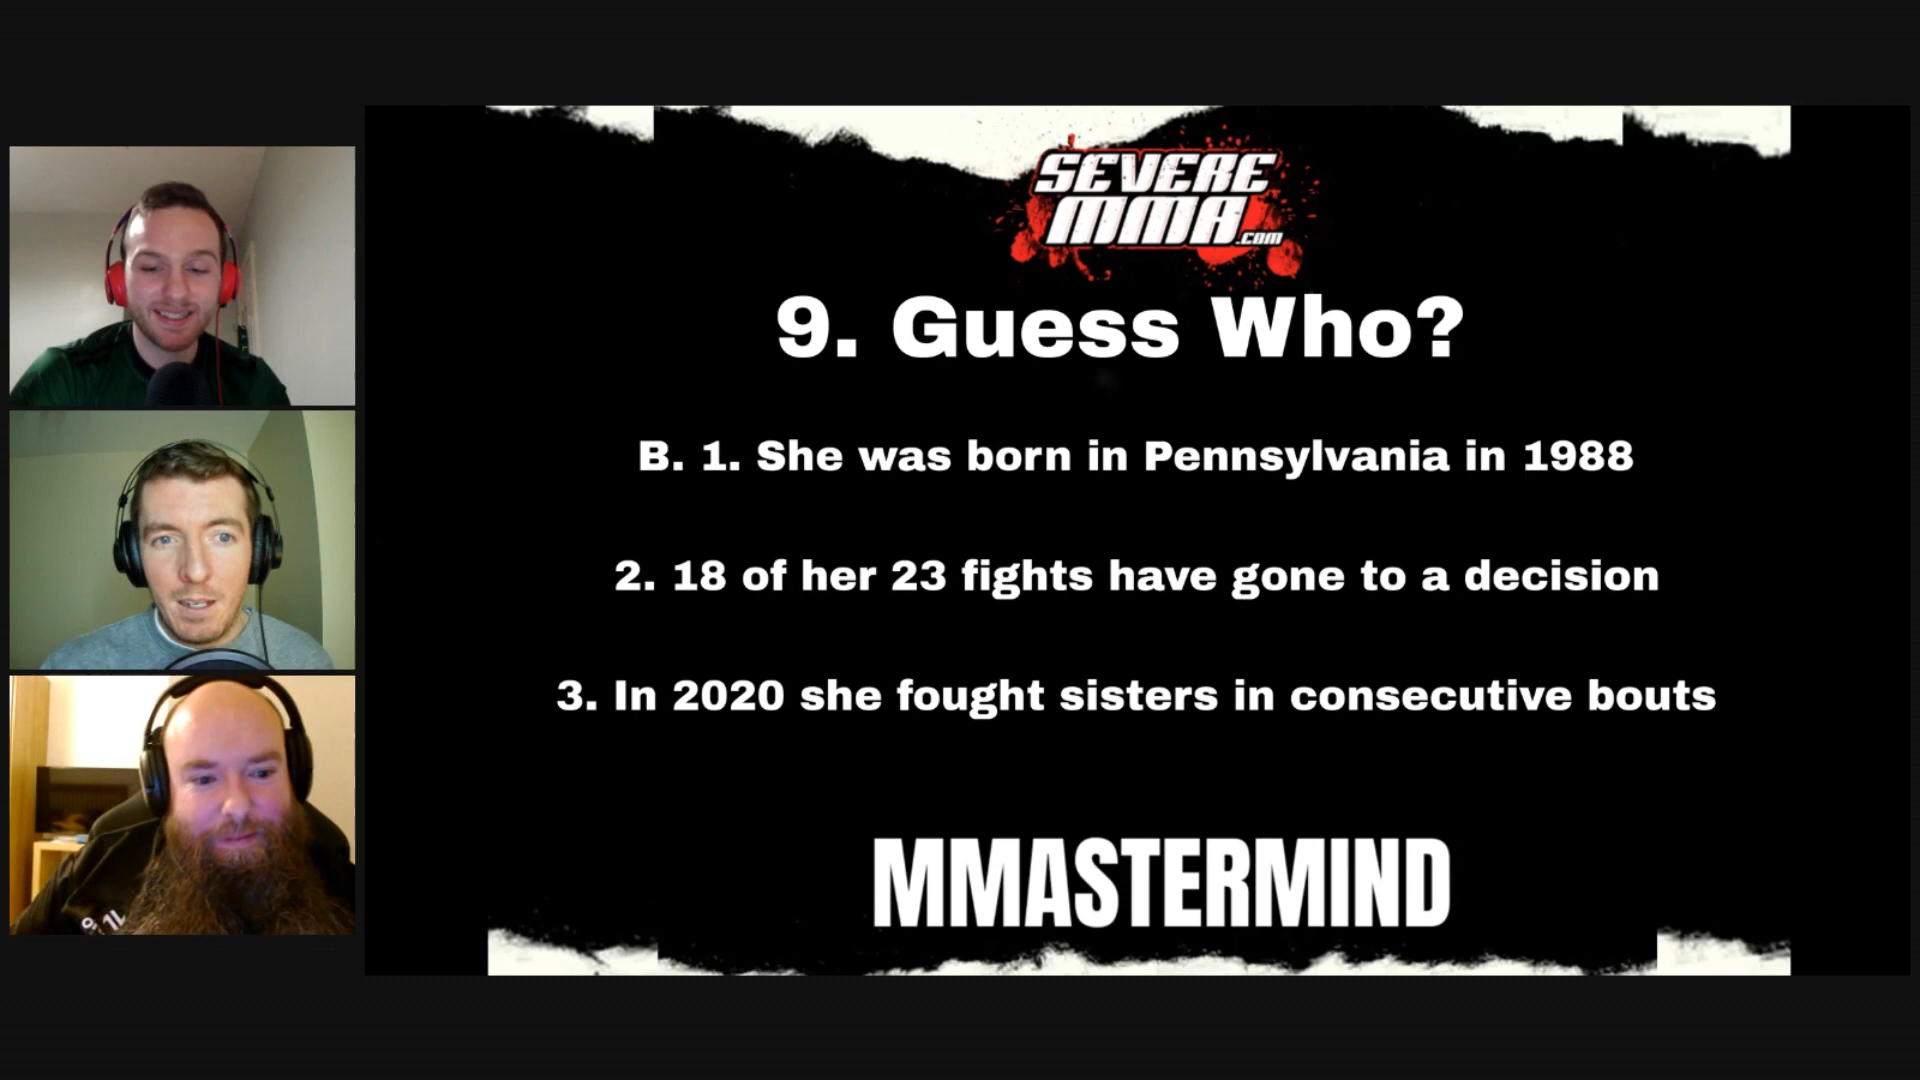 SEVERE
MMA.com
9. Guess Who?
B. 1. She was born in Pennsylvania in 1988
2. 18 of her 23 fights have gone to a decision
3. In 2020 she fought sisters in consecutive bouts
MMASTERMIND